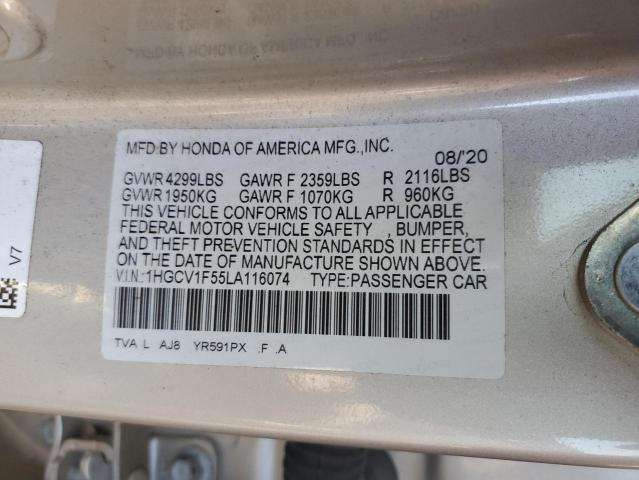 MFD BY HONDA OF AMERICA MFG.,INC. 08/'20
GVWR 4299LBS GAWR F 2359LBS R 2116LBS
GVWR 1950KG GAWR F 1070KG R 960KG
THIS VEHICLE CONFORMS TO ALL APPLICABLE
FEDERAL MOTOR VEHICLE SAFETY , BUMPER,
AND THEFT PREVENTION STANDARDS IN EFFECT
ON THE DATE OF MANUFACTURE SHOWN ABOVE.
V.I.N.:1HGCV1F55LA116074 TYPE:PASSENGER CAR
TVA L AJ8 YR591PX .F .A
V7